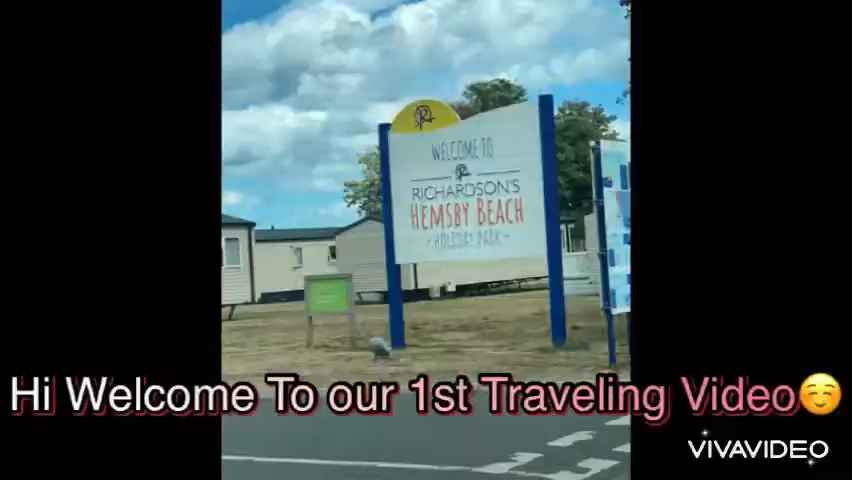 WELCOME TO
RICHARDSON'S
HEMSBY BEACH
- HOLIDAY PARK -
Hi Welcome To our 1st Traveling Video☺️
VIVAVIDEO